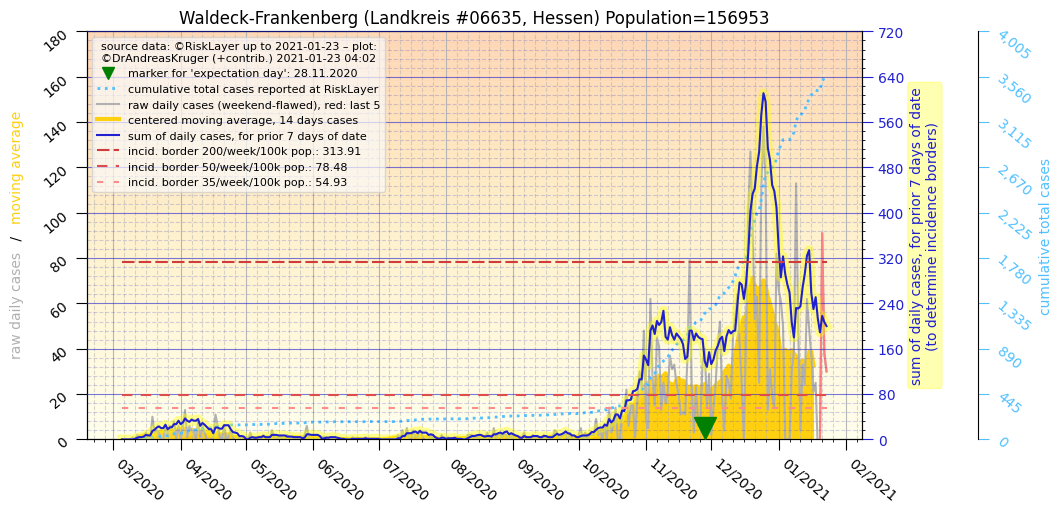 Waldeck-Frankenberg (Landkreis #06635, Hessen) Population=156953
source data: ©RiskLayer up to 2021-01-23 – plot:
©DrAndreasKruger (+contrib.) 2021-01-23 04:02
marker for 'expectation day': 28.11.2020
cumulative total cases reported at RiskLayer
raw daily cases (weekend-flawed), red: last 5
centered moving average, 14 days cases
sum of daily cases, for prior 7 days of date
incid. border 200/week/100k pop.: 313.91
incid. border 50/week/100k pop.: 78.48
incid. border 35/week/100k pop.: 54.93
raw daily cases / moving average
180
160
140
120
100
80
60
40
20
0
03/2020
04/2020
05/2020
06/2020
07/2020
08/2020
09/2020
10/2020
11/2020
12/2020
01/2021
02/2021
720
640
560
480
400
320
240
160
80
0
sum of daily cases, for prior 7 days of date
(to determine incidence borders)
4,005
3,560
3,115
2,670
2,225
1,780
1,335
890
445
0
cumulative total cases